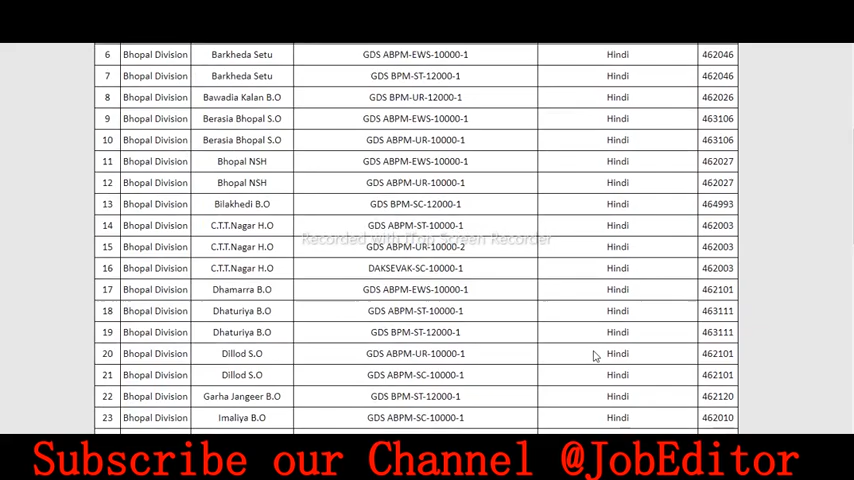 6 Bhopal Division Barkheda Setu GDS ABPM-EWS-10000-1 Hindi 462046
7 Bhopal Division Barkheda Setu GDS BPM-ST-12000-1 Hindi 462046
8 Bhopal Division Bawadia Kalan B.O GDS BPM-UR-12000-1 Hindi 462026
9 Bhopal Division Berasia Bhopal S.O GDS ABPM-EWS-10000-1 Hindi 463106
10 Bhopal Division Berasia Bhopal S.O GDS ABPM-UR-10000-1 Hindi 463106
11 Bhopal Division Bhopal NSH GDS ABPM-EWS-10000-1 Hindi 462027
12 Bhopal Division Bhopal NSH GDS ABPM-UR-10000-1 Hindi 462027
13 Bhopal Division Bilakhedi B.O GDS BPM-SC-12000-1 Hindi 464993
14 Bhopal Division C.T.T.Nagar H.O GDS ABPM-ST-10000-1 Hindi 462003
Recorded with iTop Screen Recorder
15 Bhopal Division C.T.T.Nagar H.O GDS ABPM-UR-10000-2 Hindi 462003
16 Bhopal Division C.T.T.Nagar H.O DAKSEVAK-SC-10000-1 Hindi 462003
17 Bhopal Division Dhamarra B.O GDS ABPM-EWS-10000-1 Hindi 462101
18 Bhopal Division Dhaturiya B.O GDS ABPM-ST-10000-1 Hindi 463111
19 Bhopal Division Dhaturiya B.O GDS BPM-ST-12000-1 Hindi 463111
20 Bhopal Division Dillod S.O GDS ABPM-UR-10000-1 Hindi 462101
21 Bhopal Division Dillod S.O GDS ABPM-SC-10000-1 Hindi 462101
22 Bhopal Division Garha Jangeer B.O GDS BPM-ST-12000-1 Hindi 462120
23 Bhopal Division Imaliya B.O GDS ABPM-SC-10000-1 Hindi 462010
Subscribe our Channel @JobEditor